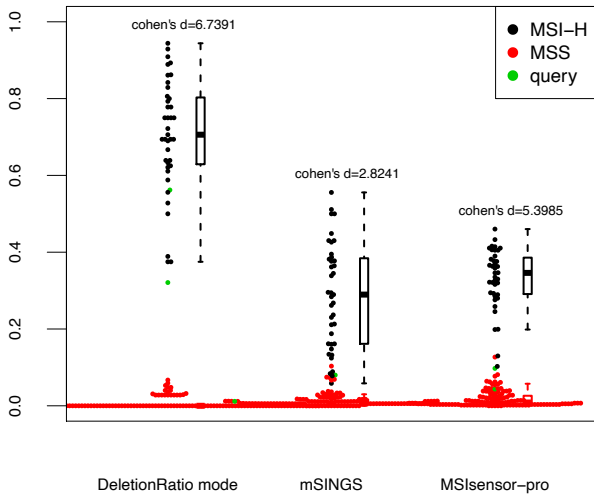 cohen's d=6.7391
MSI-H
MSS
query
cohen's d=2.8241
cohen's d=5.3985
1.0
0.8
0.6
0.4
0.2
0.0
DeletionRatio mode mSINGS MSIsensor-pro